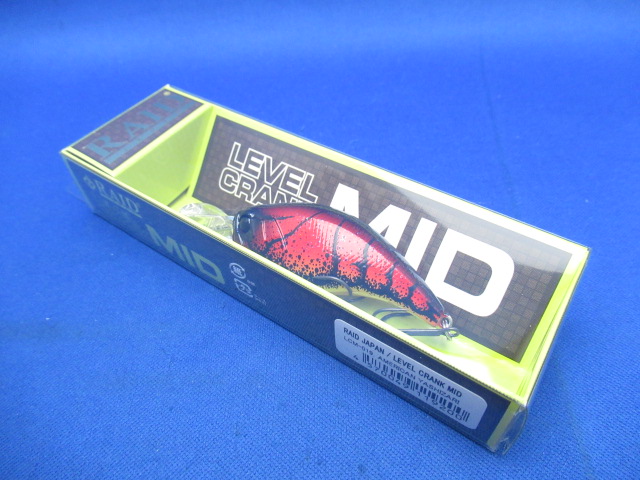 RAID
RAID
MID
LEVEL
CRANK
MID
RAID JAPAN / LEVEL CRANK MID